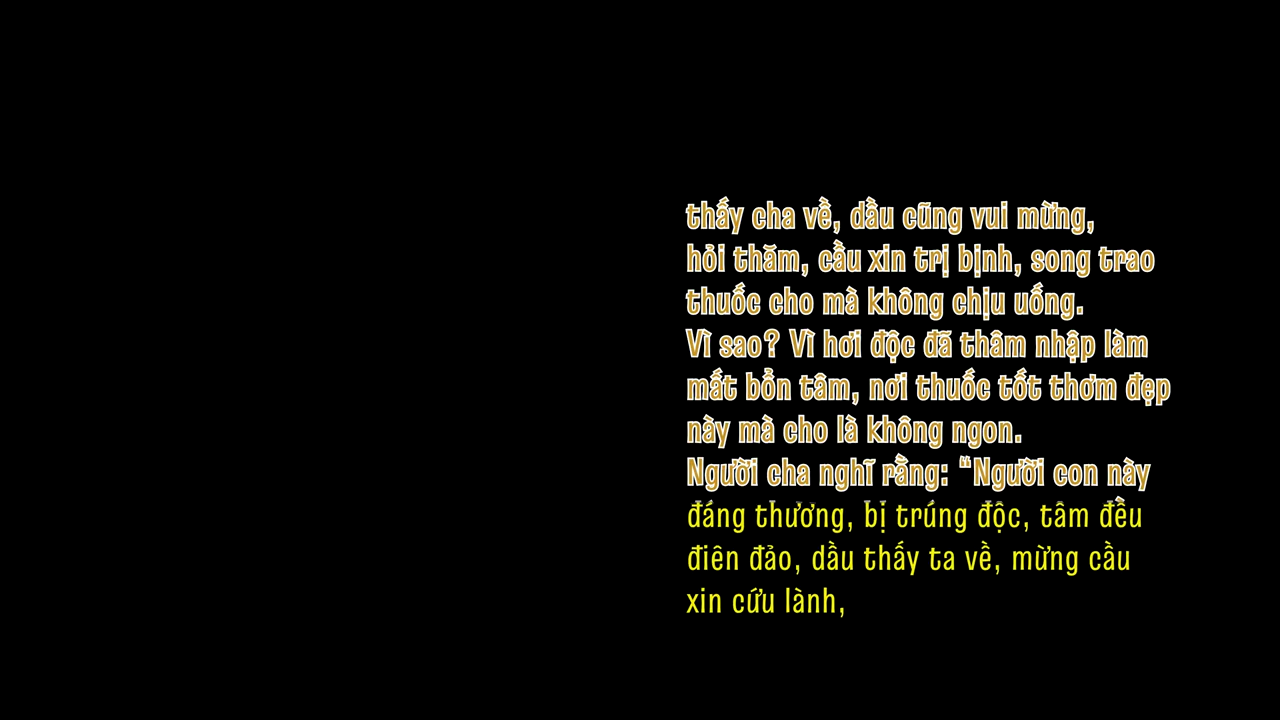 thấy cha về, dầu cũng vui mừng,
hỏi thăm, cầu xin trị bịnh, song trao
thuốc cho mà không chịu uống.
Vì sao? Vì hơi độc đã thâm nhập làm
mất bổn tâm, nơi thuốc tốt thơm đẹp
này mà cho là không ngon.
Người cha nghĩ rằng: “Người con này
đáng thương, bị trúng độc, tâm đều
điên đảo, dầu thấy ta về, mừng cầu
xin cứu lành,